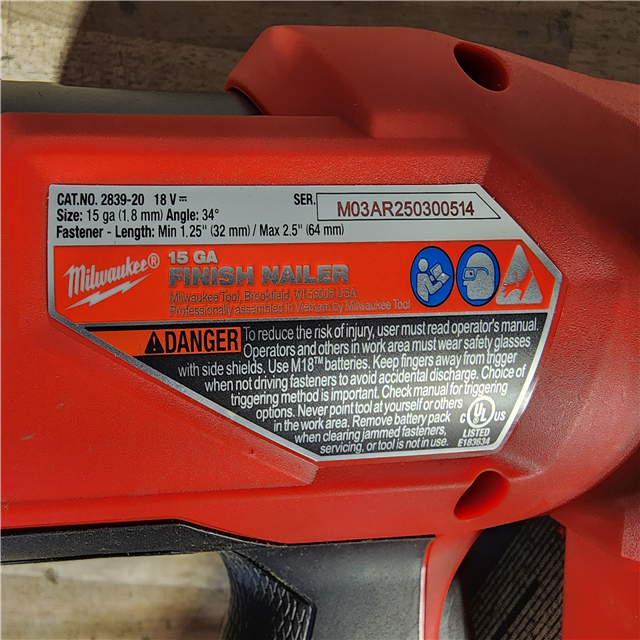 CAT.NO. 2839-20 18 V⎓ SER. M03AR250300514
Size: 15 ga (1.8 mm) Angle: 34°
Fastener - Length: Min 1.25" (32 mm) / Max 2.5" (64 mm)
Milwaukee®
15 GA
FINISH NAILER
Milwaukee Tool, Brookfield, WI 53005 USA
Professionally assembled in Vietnam by Milwaukee Tool
DANGER To reduce the risk of injury, user must read operator's manual.
Operators and others in work area must wear safety glasses
with side shields. Use M18™ batteries. Keep fingers away from trigger
when not driving fasteners to avoid accidental discharge. Choice of
triggering method is important. Check manual for triggering
options. Never point tool at yourself or others
in the work area. Remove battery pack
when clearing jammed fasteners,
servicing, or tool is not in use.
C UL US
LISTED
E183634